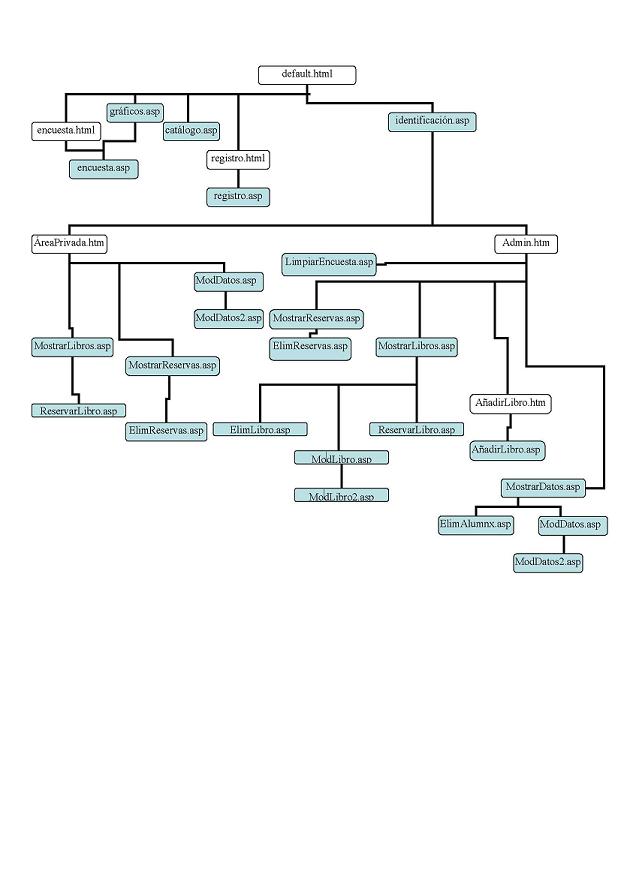 default.html
gráficos.asp
identificación.asp
encuesta.html
catálogo.asp
registro.html
encuesta.asp
registro.asp
ÁreaPrivada.htm
Admin.htm
LimpiarEncuesta.asp
ModDatos.asp
ModDatos2.asp
MostrarReservas.asp
MostrarLibros.asp
ElimReservas.asp
MostrarLibros.asp
MostrarReservas.asp
AñadirLibro.htm
ReservarLibro.asp
ElimReservas.asp
ElimLibro.asp
ReservarLibro.asp
AñadirLibro.asp
ModLibro.asp
MostrarDatos.asp
ModLibro2.asp
ElimAlumnx.asp
ModDatos.asp
ModDatos2.asp